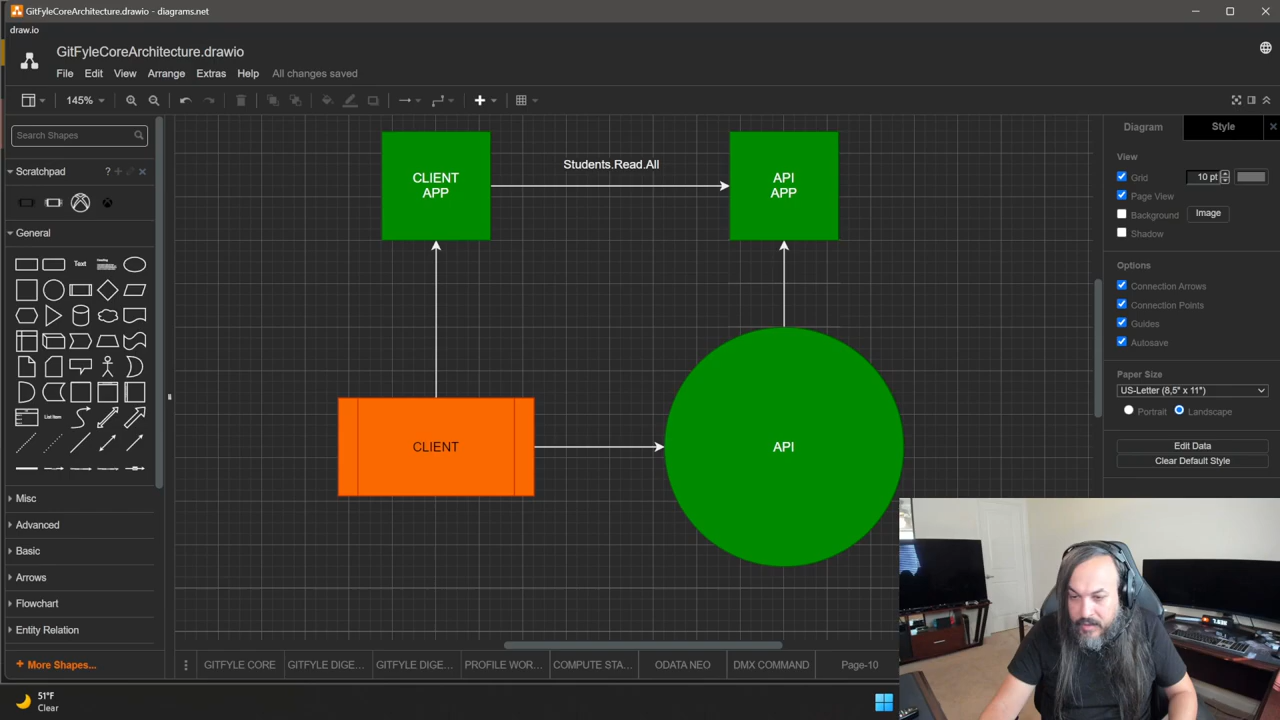 GitFyleCoreArchitecture.drawio - diagrams.net
draw.io
GitFyleCoreArchitecture.drawio
File Edit View Arrange Extras Help All changes saved
145%
Search Shapes
Scratchpad
?
General
Text
Heading
List Item
Misc
Advanced
Basic
Arrows
Flowchart
Entity Relation
+ More Shapes...
CLIENT
APP
Students.Read.All
API
APP
CLIENT
API
Diagram
Style
View
Grid
10 pt
Page View
Background
Image
Shadow
Options
Connection Arrows
Connection Points
Guides
Autosave
Paper Size
US-Letter (8,5" x 11")
Portrait
Landscape
Edit Data
Clear Default Style
GITFYLE CORE
GITFYLE DIGE...
GITFYLE DIGE...
PROFILE WOR...
COMPUTE STA...
ODATA NEO
DMX COMMAND
Page-10
51°F
Clear